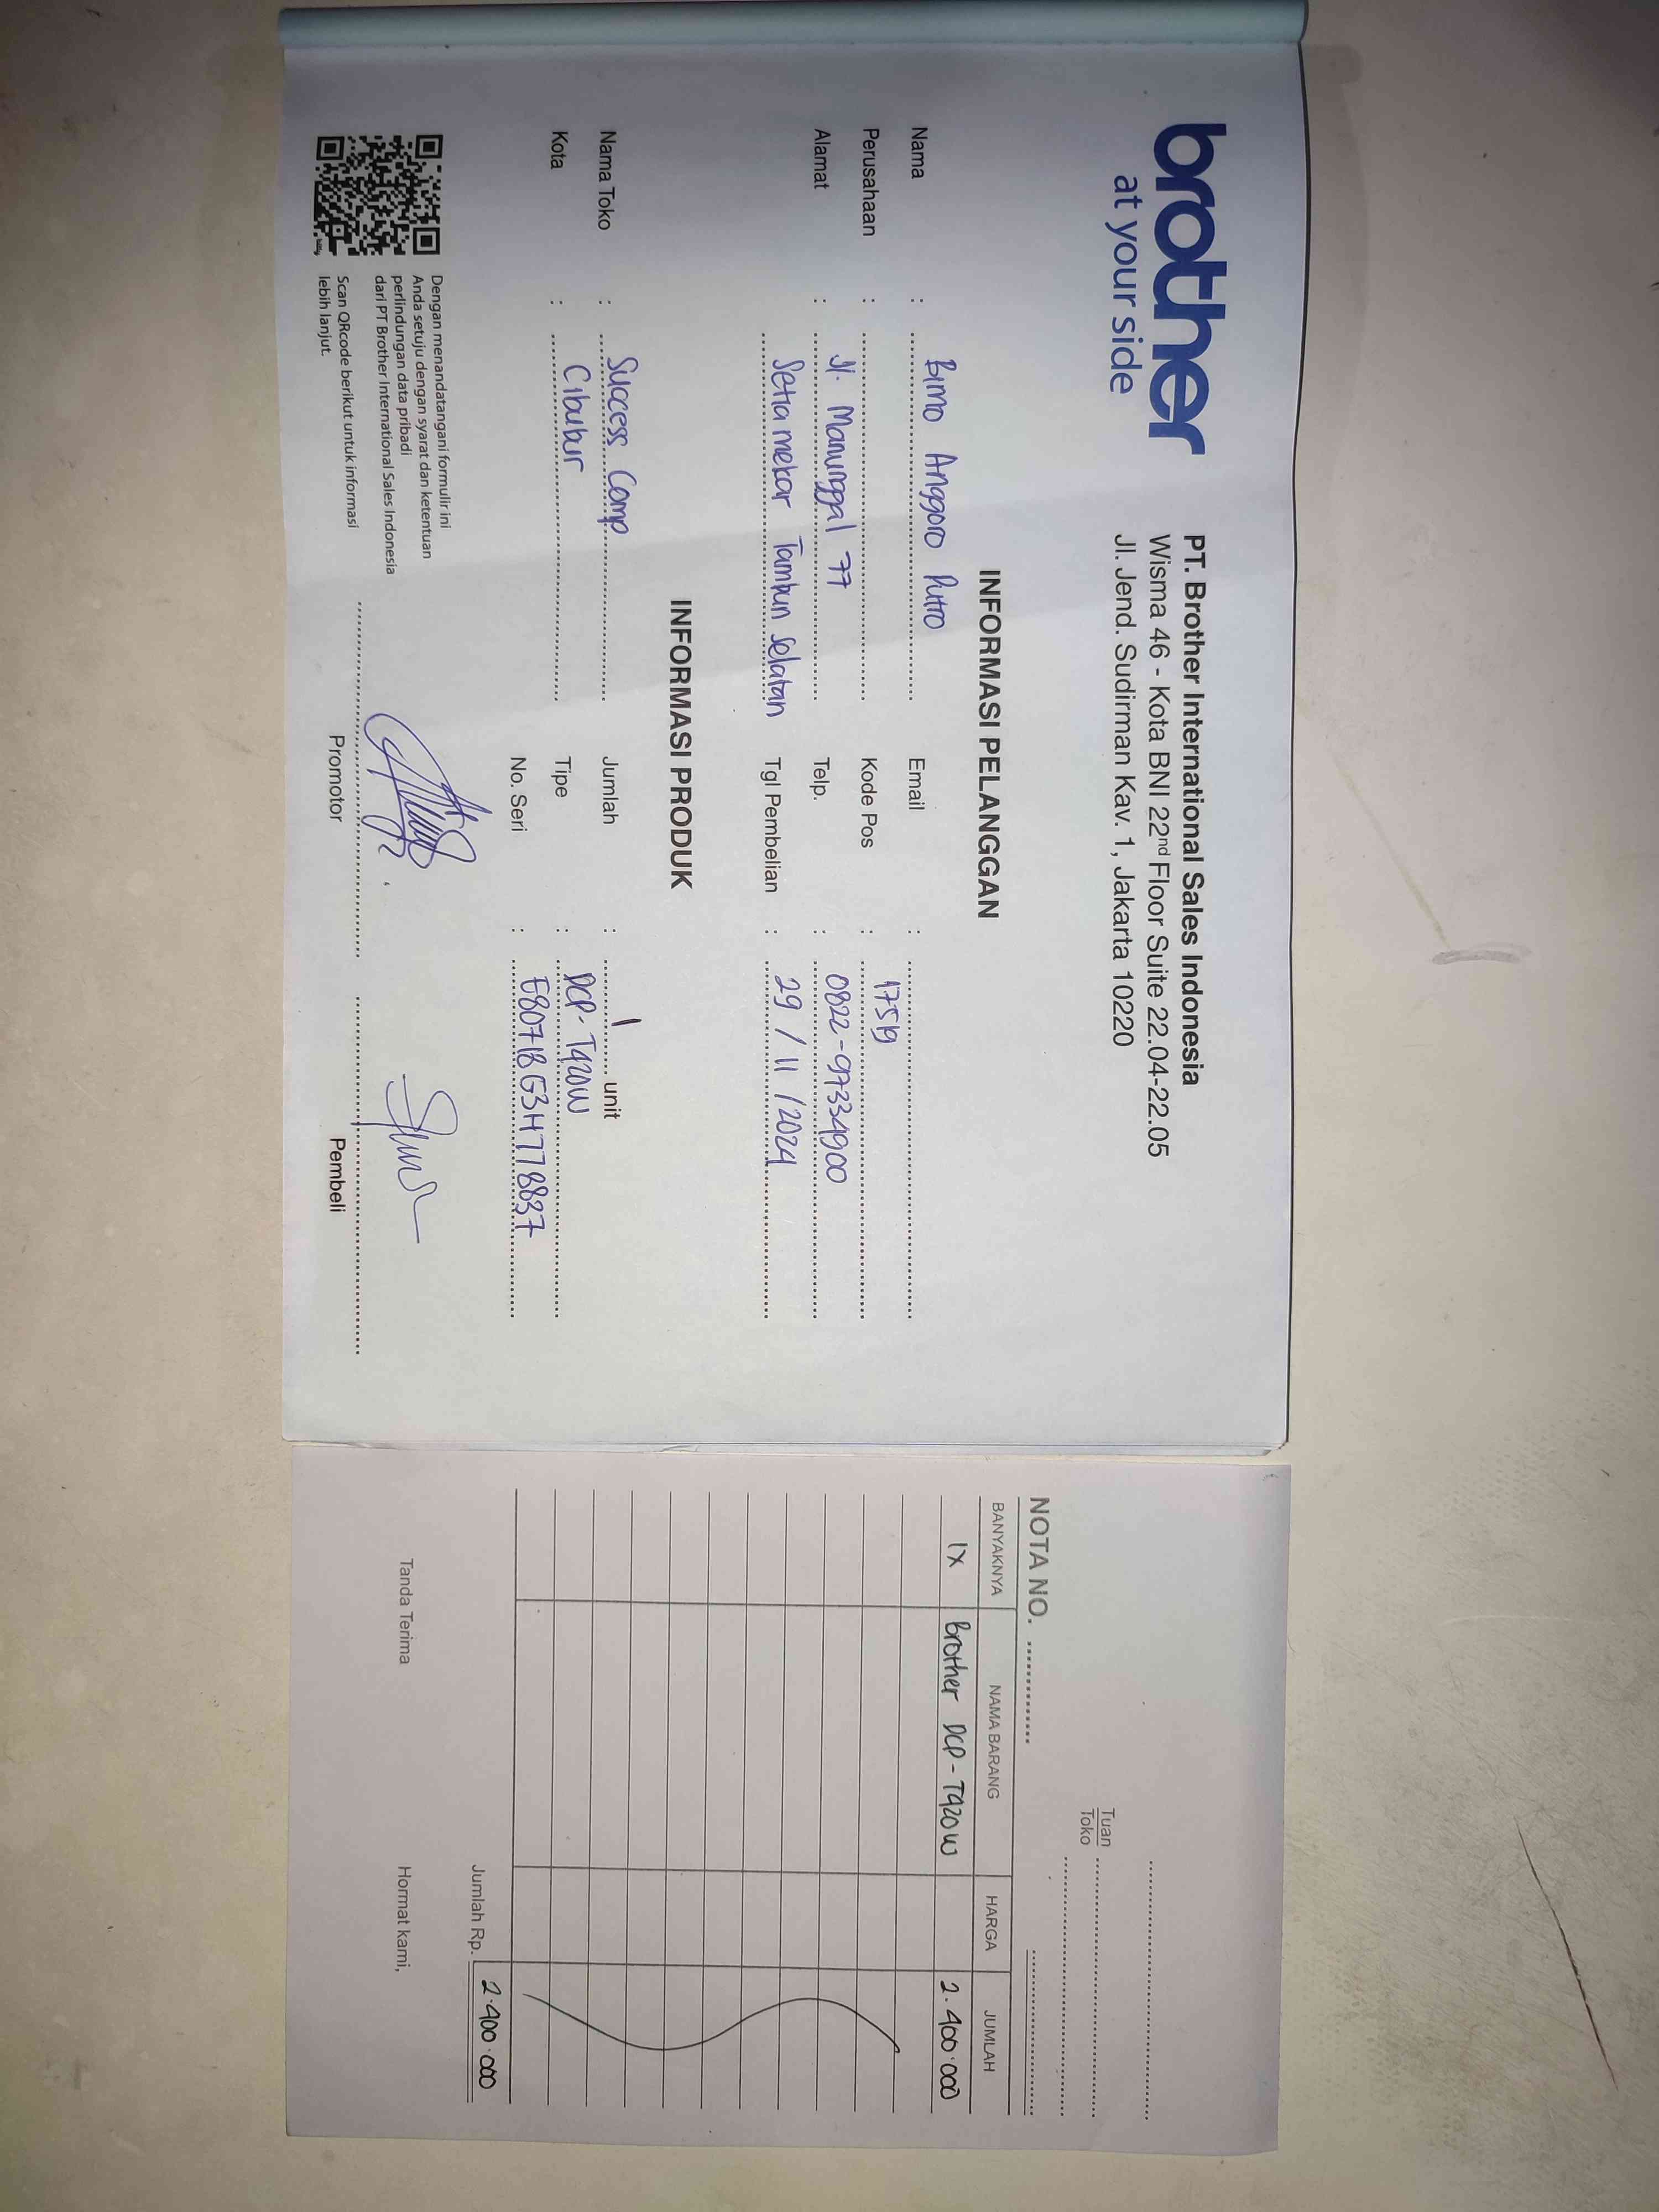 brother
at your side
PT. Brother International Sales Indonesia
Wisma 46 - Kota BNI 22nd Floor Suite 22.04-22.05
Jl. Jend. Sudirman Kav. 1, Jakarta 10220
INFORMASI PELANGGAN
Nama : Bimo Anggoro Putro
Email :
Perusahaan :
Kode Pos : 17519
Alamat : Jl. Manunggal 77
Telp. : 0822-97334900
Setia mekar Tambun Selatan
Tgl Pembelian : 29 / 11 / 2024
INFORMASI PRODUK
Nama Toko : Success Comp
Jumlah : 1 unit
Kota : Cibubur
Tipe : DCP-T420W
No. Seri : E80718G3H778837
Dengan menandatangani formulir ini
Anda setuju dengan syarat dan ketentuan
perlindungan data pribadi
dari PT Brother International Sales Indonesia
Scan QRcode berikut untuk informasi
lebih lanjut.
Promotor
Pembeli
Tuan
Toko
NOTA NO.
BANYAKNYA NAMA BARANG HARGA JUMLAH
1x Brother DCP-T420W 2.400.000
Jumlah Rp. 2.400.000
Tanda Terima
Hormat kami,